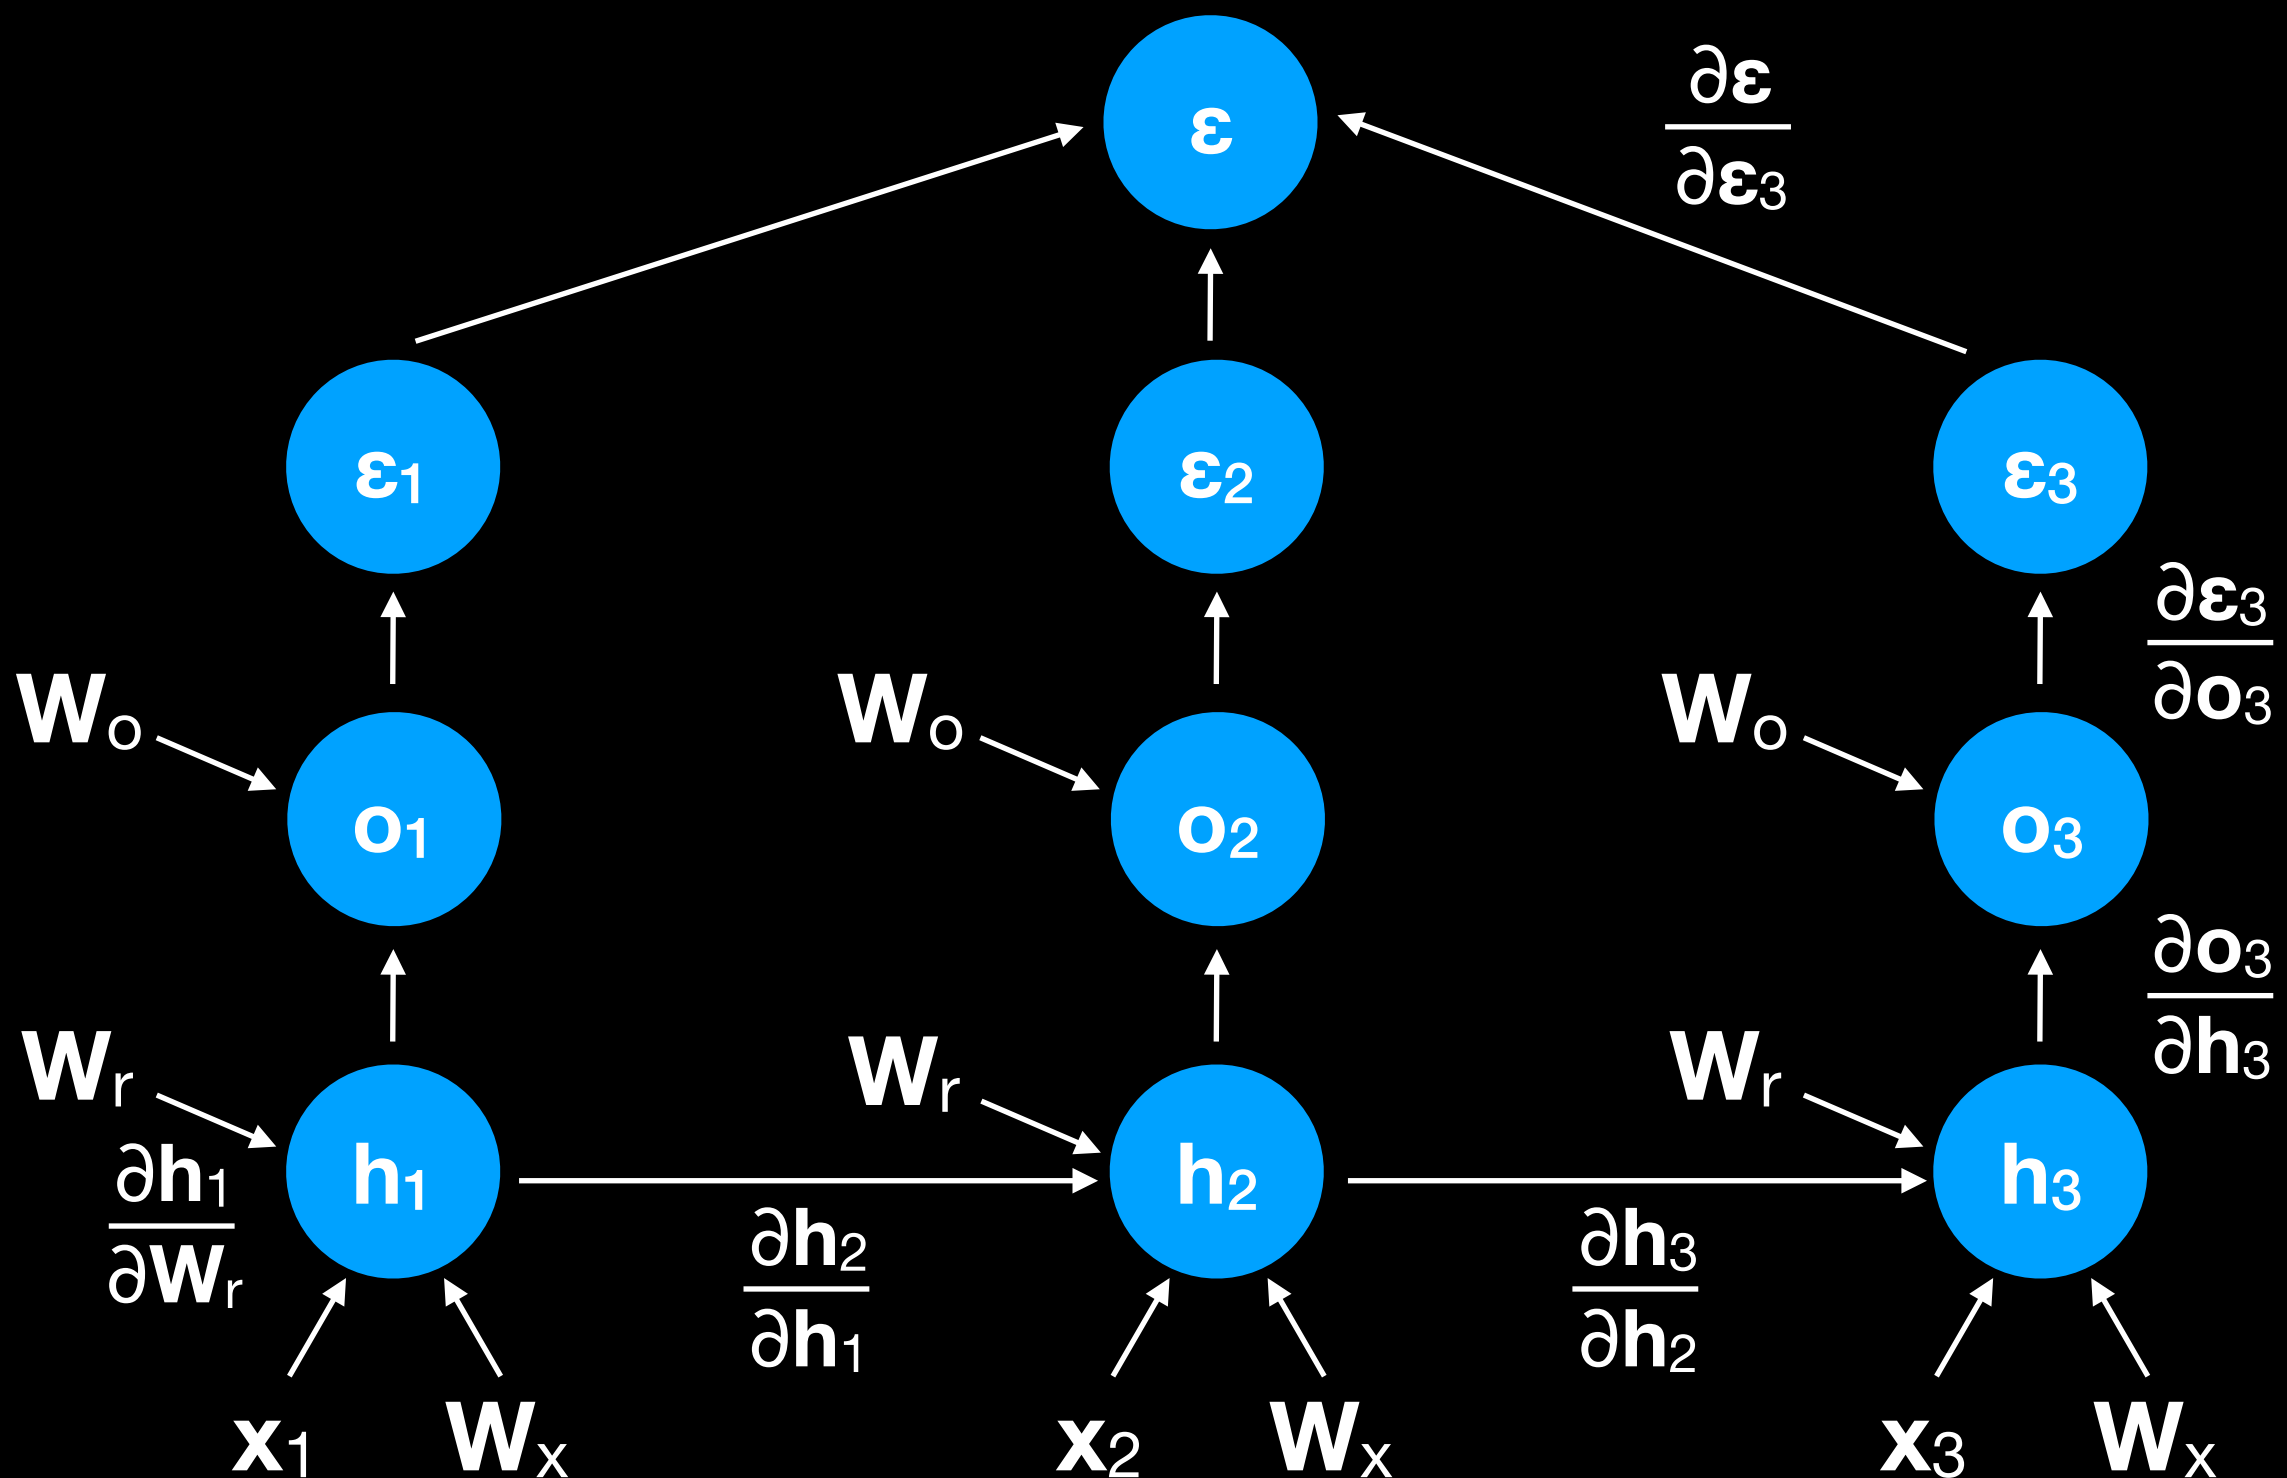 ε
∂ε
∂ε3
ε1
ε2
ε3
∂ε3
∂o3
Wo
Wo
Wo
o1
o2
o3
∂o3
∂h3
Wr
Wr
Wr
h1
h2
h3
∂h1
∂Wr
∂h2
∂h1
∂h3
∂h2
x1
Wx
x2
Wx
x3
Wx